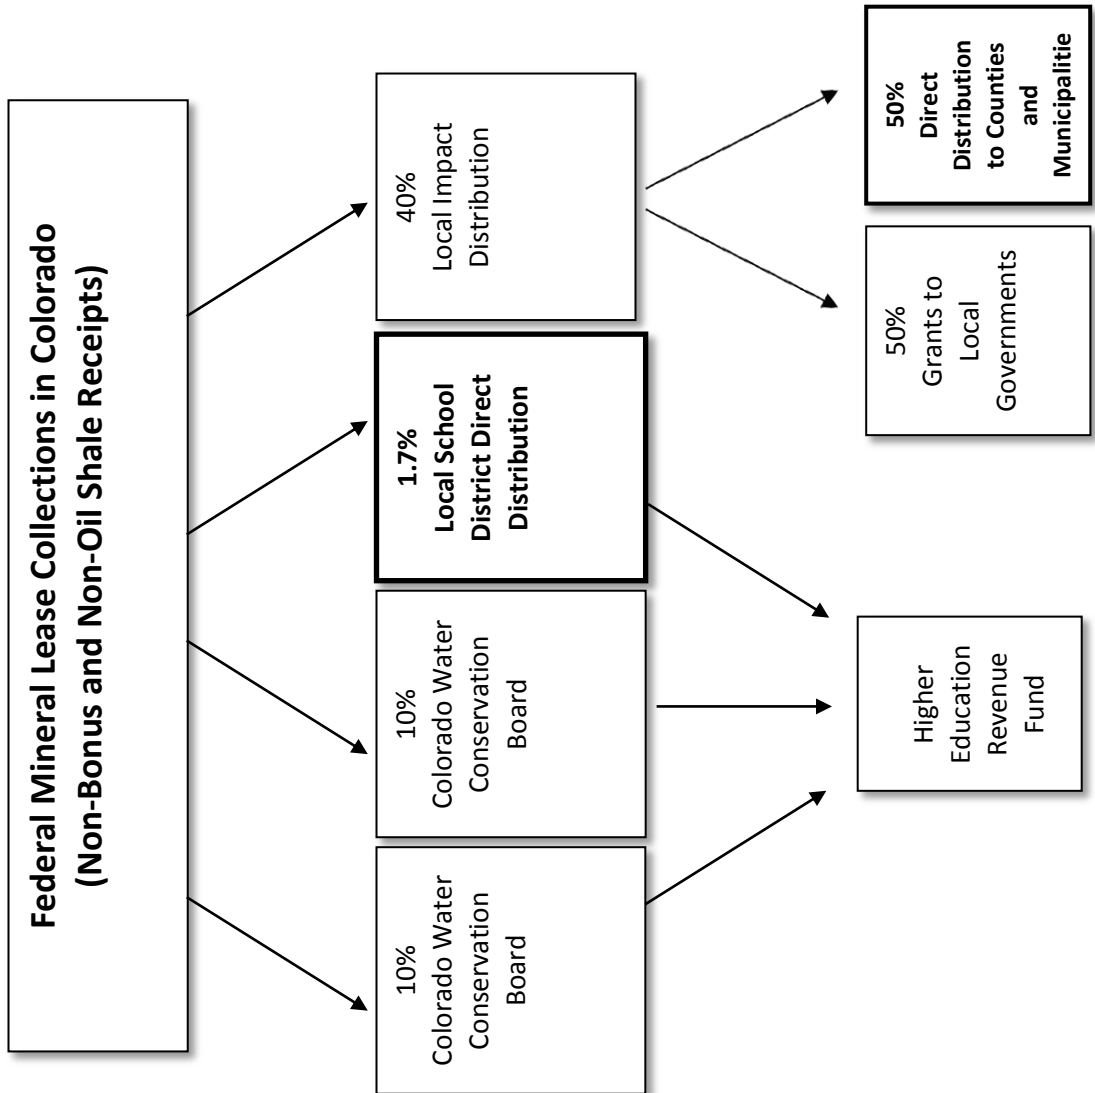 Federal Mineral Lease Collections in Colorado
(Non-Bonus and Non-Oil Shale Receipts)
10%
Colorado Water
Conservation
Board
10%
Colorado Water
Conservation
Board
1.7%
Local School
District Direct
Distribution
40%
Local Impact
Distribution
Higher
Education
Revenue
Fund
50%
Grants to
Local
Governments
50%
Direct
Distribution
to Counties
and
Municipalitie